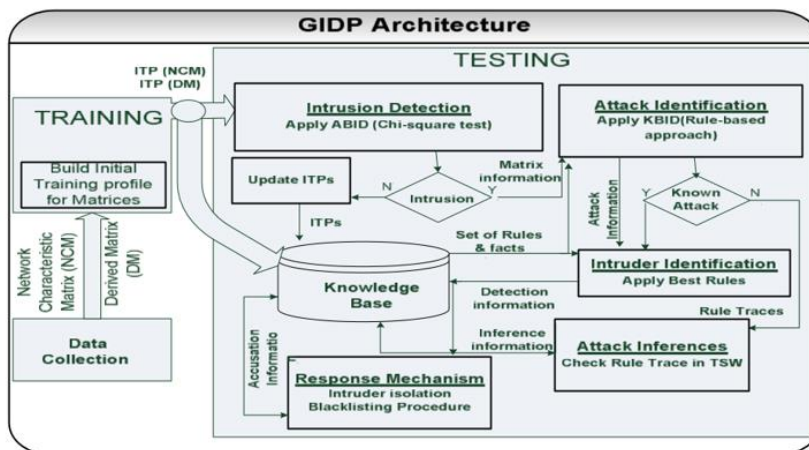 GIDP Architecture
TESTING
ITP (NCM)
ITP (DM)
TRAINING
Build Initial
Training profile
for Matrices
Network
Characteristic
Matrix (NCM)
Derived Matrix
(DM)
Data
Collection
Intrusion Detection
Apply ABID (Chi-square test)
Attack Identification
Apply KBID(Rule-based
approach)
Update ITPs
N
Intrusion
Y
Matrix
information
Attack
Information
Y
Known
Attack
N
ITPs
Set of Rules
& facts
Knowledge
Base
Intruder Identification
Apply Best Rules
Detection
information
Rule Traces
Inference
information
Attack Inferences
Check Rule Trace in TSW
Accusation
Informatio
Response Mechanism
Intruder isolation
Blacklisting Procedure